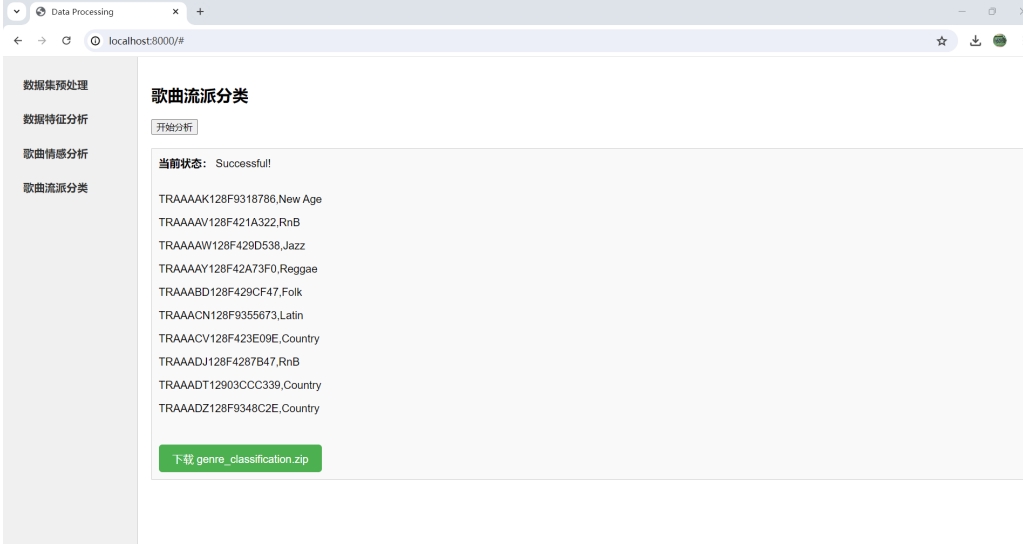 Data Processing
localhost:8000/#
数据集预处理
数据特征分析
歌曲情感分析
歌曲流派分类
歌曲流派分类
开始分析
当前状态： Successful!
TRAAAAK128F9318786,New Age
TRAAAAV128F421A322,RnB
TRAAAAW128F429D538,Jazz
TRAAAAY128F42A73F0,Reggae
TRAAABD128F429CF47,Folk
TRAAACN128F9355673,Latin
TRAAACV128F423E09E,Country
TRAAADJ128F4287B47,RnB
TRAAADT12903CCC339,Country
TRAAADZ128F9348C2E,Country
下载 genre_classification.zip